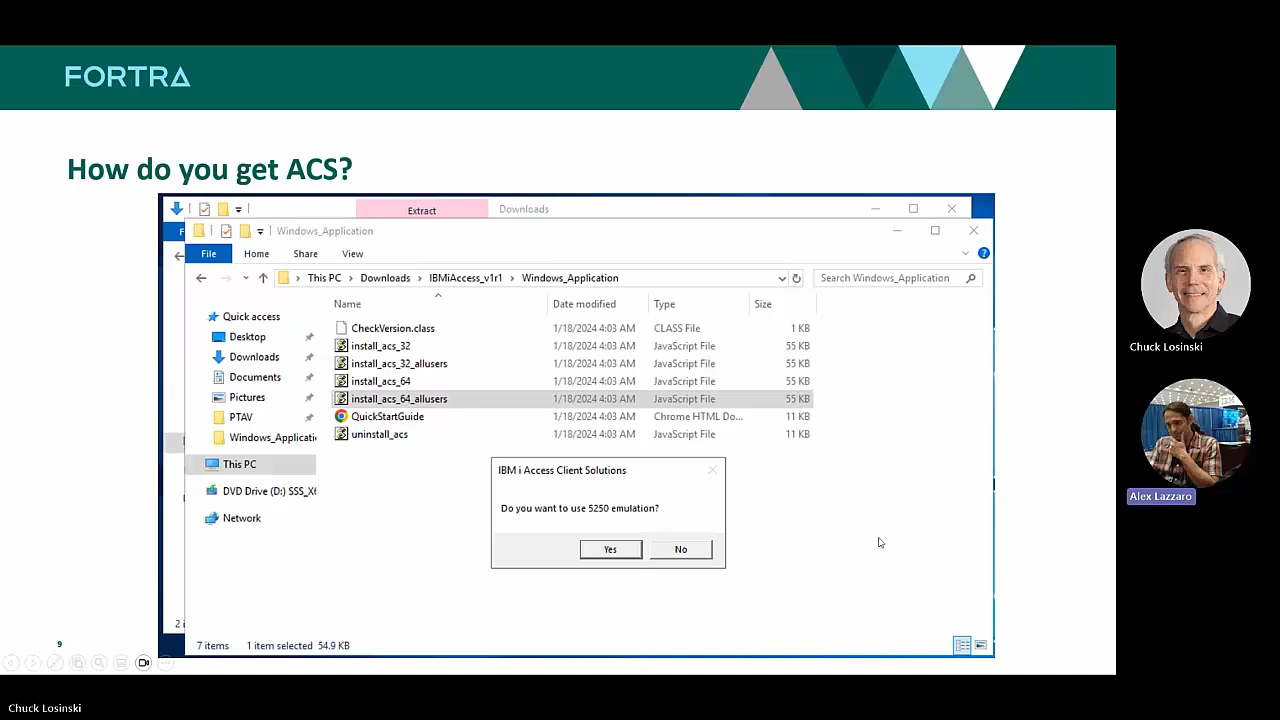 FORTRA
How do you get ACS?
Extract Downloads
Windows_Application
F
File Home Share View
This PC > Downloads > IBMiAccess_v1r1 > Windows_Application
Search Windows_Application
Name Date modified Type Size
Quick access
Desktop
Downloads
Documents
Pictures
PTAV
Windows_Applicati
This PC
DVD Drive (D:) SSS_X6
Network
CheckVersion.class 1/18/2024 4:03 AM CLASS File 1 KB
install_acs_32 1/18/2024 4:03 AM JavaScript File 55 KB
install_acs_32_allusers 1/18/2024 4:03 AM JavaScript File 55 KB
install_acs_64 1/18/2024 4:03 AM JavaScript File 55 KB
install_acs_64_allusers 1/18/2024 4:03 AM JavaScript File 55 KB
QuickStartGuide 1/18/2024 4:03 AM Chrome HTML Do... 11 KB
uninstall_acs 1/18/2024 4:03 AM JavaScript File 11 KB
IBM i Access Client Solutions
Do you want to use 5250 emulation?
Yes No
2 i
7 items 1 item selected 54.9 KB
9
Chuck Losinski
Alex Lazzaro
Chuck Losinski